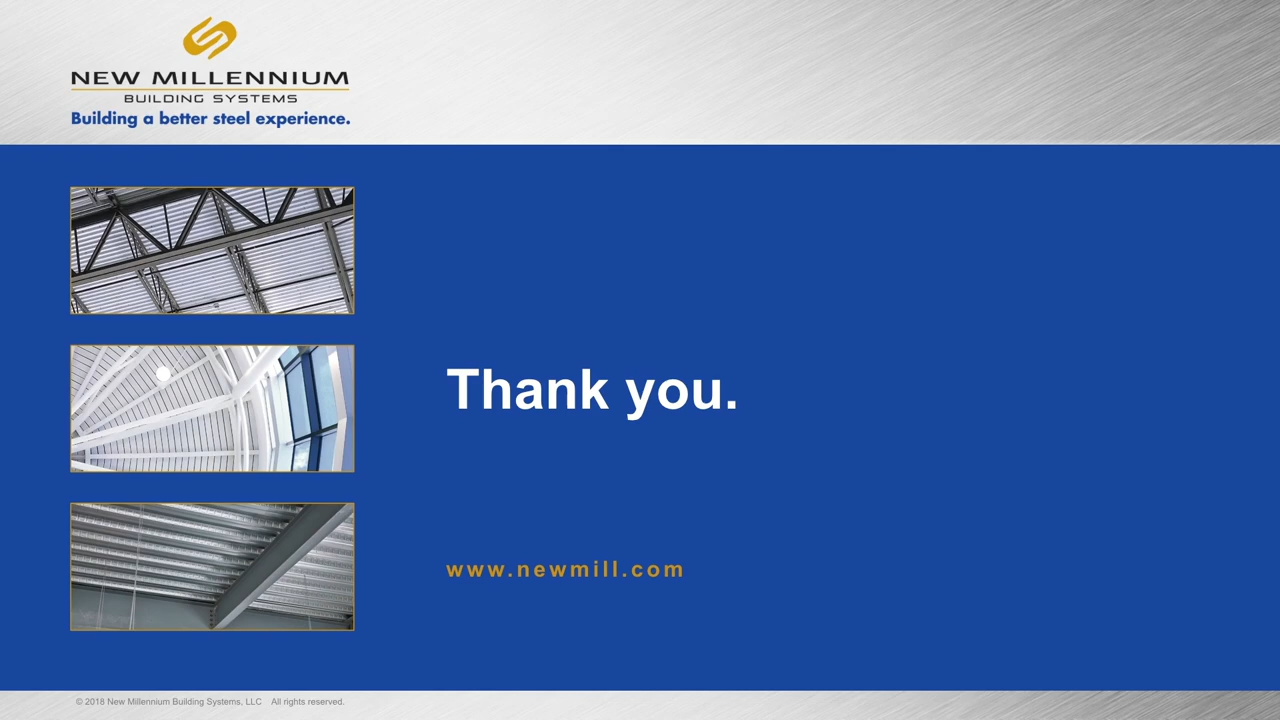 NEW MILLENNIUM
BUILDING SYSTEMS
Building a better steel experience.
Thank you.
www.newmill.com
© 2018 New Millennium Building Systems, LLC All rights reserved.